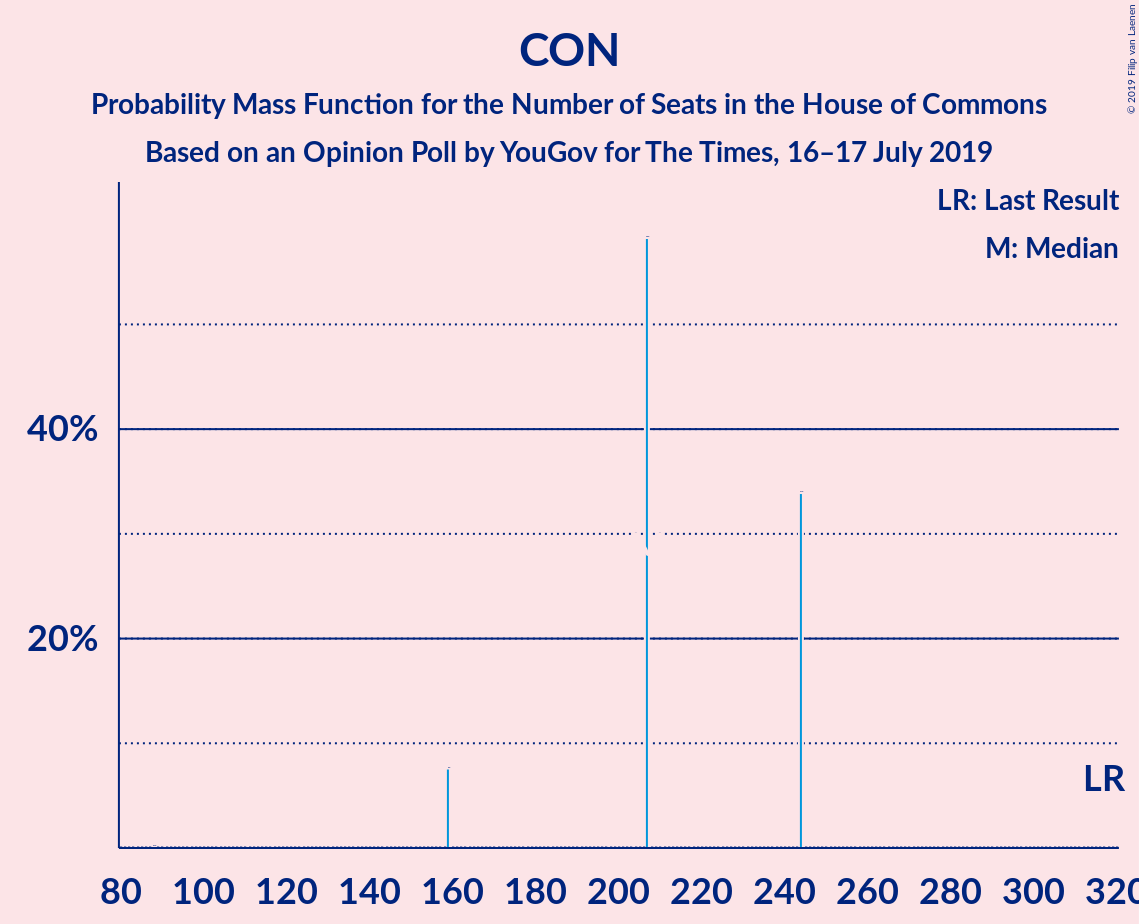 CON
Probability Mass Function for the Number of Seats in the House of Commons
Based on an Opinion Poll by YouGov for The Times, 16–17 July 2019
© 2019 Filip van Laenen
LR: Last Result
M: Median
40%
20%
LR
80 100 120 140 160 180 200 220 240 260 280 300 320